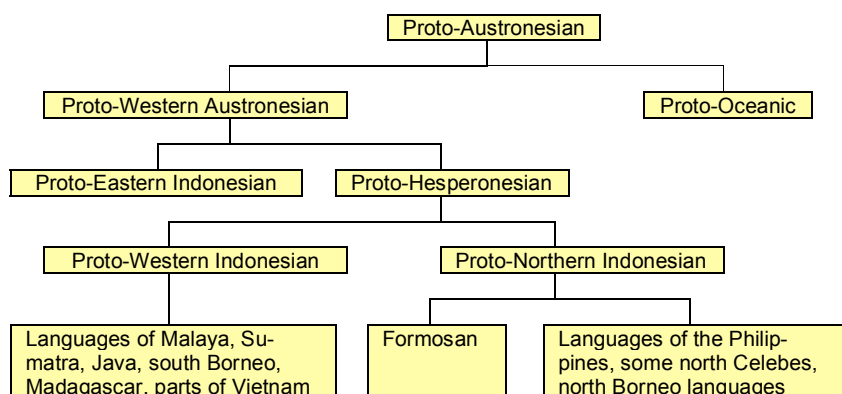 Proto-Austronesian
Proto-Western Austronesian
Proto-Oceanic
Proto-Eastern Indonesian
Proto-Hesperonesian
Proto-Western Indonesian
Proto-Northern Indonesian
Languages of Malaya, Su-
matra, Java, south Borneo,
Madagascar, parts of Vietnam
Formosan
Languages of the Philip-
pines, some north Celebes,
north Borneo languages